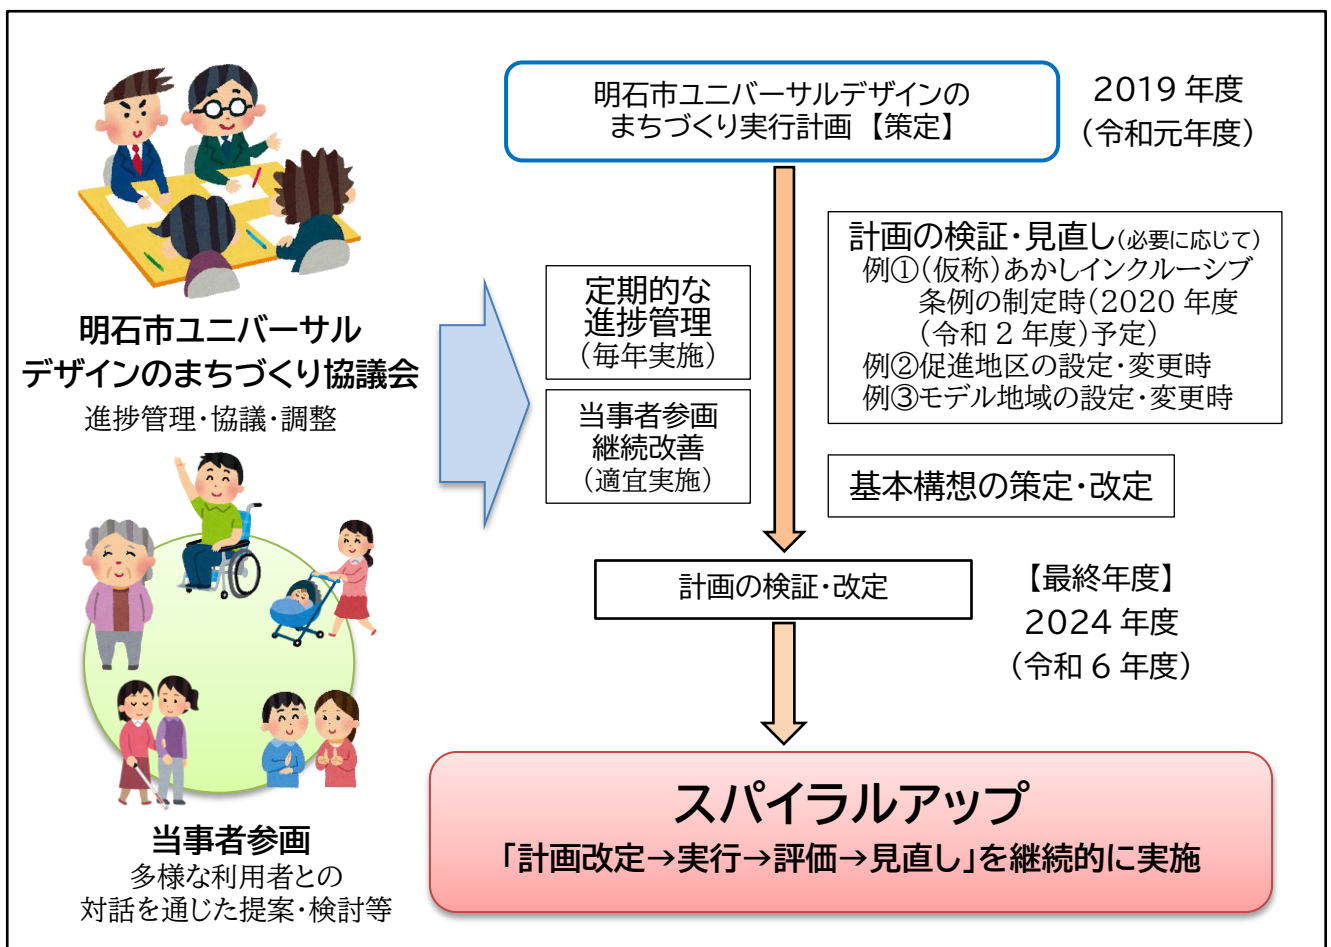 明石市ユニバーサルデザインの
まちづくり実行計画 【策定】
2019 年度
(令和元年度)
計画の検証・見直し(必要に応じて)
例①(仮称)あかしインクルーシブ
条例の制定時(2020 年度
(令和 2 年度)予定)
例②促進地区の設定・変更時
例③モデル地域の設定・変更時
定期的な
進捗管理
(毎年実施)
明石市ユニバーサル
デザインのまちづくり協議会
進捗管理・協議・調整
当事者参画
継続改善
(適宜実施)
基本構想の策定・改定
計画の検証・改定
【最終年度】
2024 年度
(令和 6 年度)
当事者参画
多様な利用者との
対話を通じた提案・検討等
スパイラルアップ
「計画改定→実行→評価→見直し」を継続的に実施